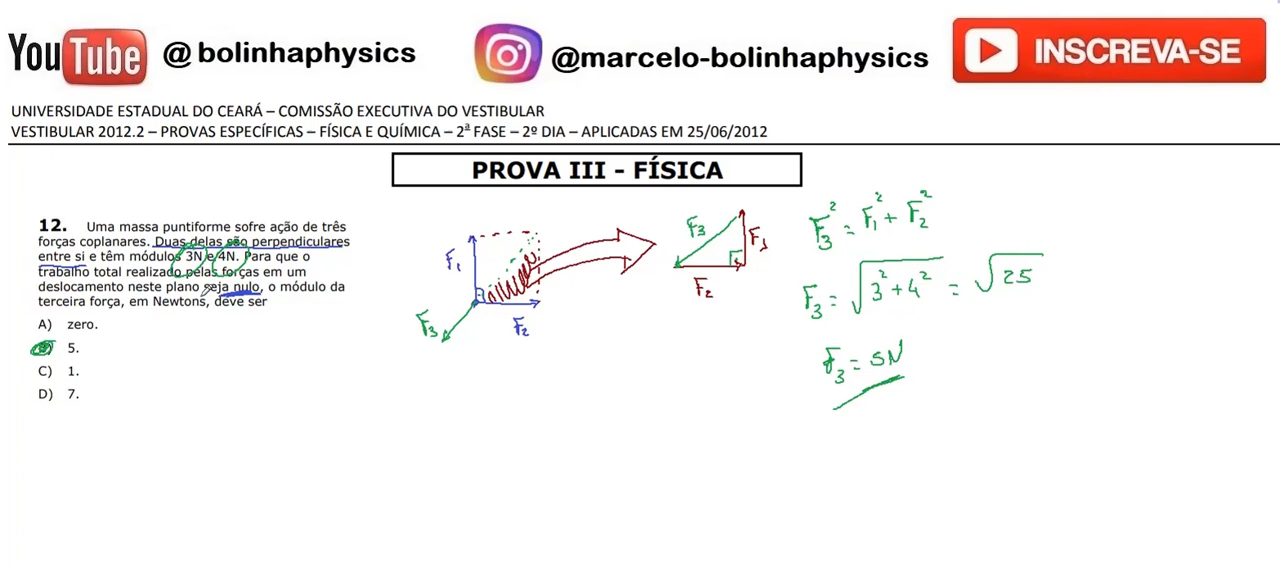 YouTube @ bolinhaphysics @marcelo-bolinhaphysics INSCREVA-SE
UNIVERSIDADE ESTADUAL DO CEARÁ – COMISSÃO EXECUTIVA DO VESTIBULAR
VESTIBULAR 2012.2 – PROVAS ESPECÍFICAS – FÍSICA E QUÍMICA – 2ª FASE – 2º DIA – APLICADAS EM 25/06/2012
PROVA III - FÍSICA
12. Uma massa puntiforme sofre ação de três
forças coplanares. Duas delas são perpendiculares
entre si e têm módulos 3N e 4N. Para que o
trabalho total realizado pelas forças em um
deslocamento neste plano seja nulo, o módulo da
terceira força, em Newtons, deve ser
A) zero.
5.
C) 1.
D) 7.
F₁
F₂
F₃
F₃
F₁
F₂
F₃² = F₁² + F₂²
F₃ = √3² + 4² = √25
F₃ = 5N